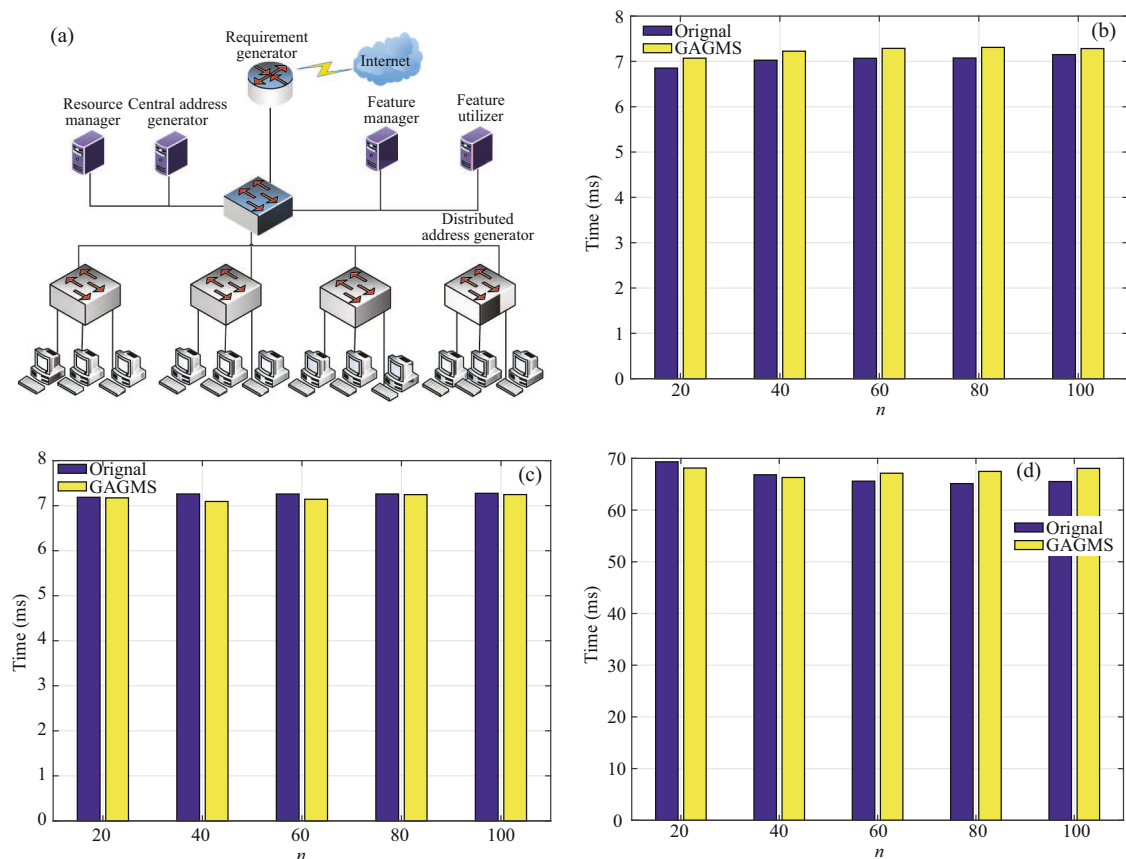 (a)
Requirement
generator
Internet
Resource
manager
Central address
generator
Feature
manager
Feature
utilizer
Distributed
address generator
(b)
Orignal
GAGMS
8
7
6
5
4
3
2
1
0
Time (ms)
20 40 60 80 100
n
(c)
Orignal
GAGMS
8
7
6
5
4
3
2
1
0
Time (ms)
20 40 60 80 100
n
(d)
Orignal
GAGMS
70
60
50
40
30
20
10
0
Time (ms)
20 40 60 80 100
n